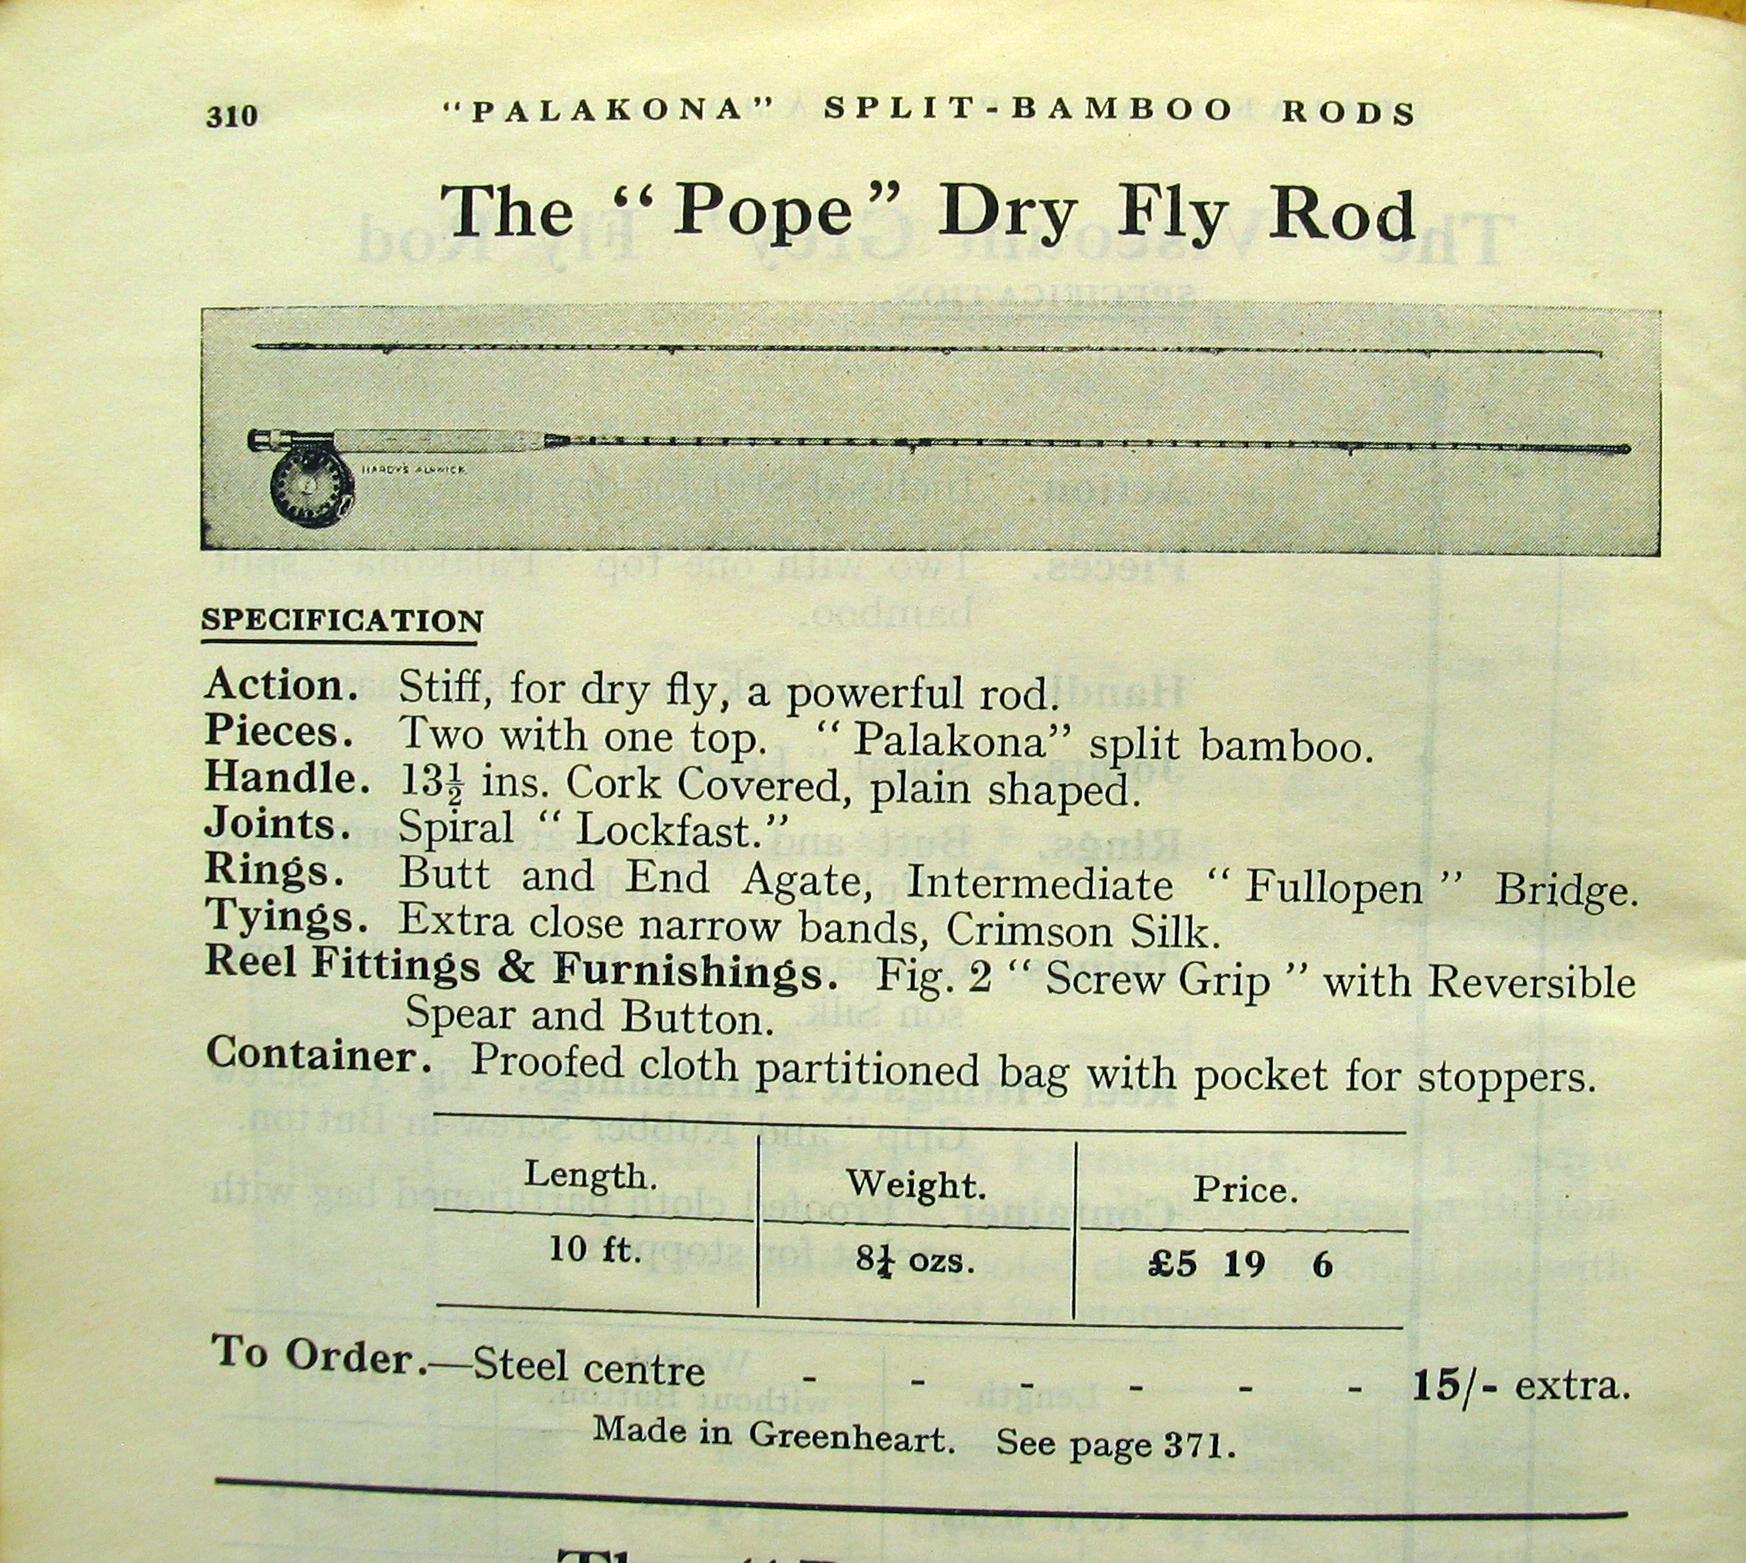 310 "PALAKONA" SPLIT-BAMBOO RODS
The "Pope" Dry Fly Rod
HARDY'S ALNWICK
SPECIFICATION
Action. Stiff, for dry fly, a powerful rod.
Pieces. Two with one top. "Palakona" split bamboo.
Handle. 13½ ins. Cork Covered, plain shaped.
Joints. Spiral "Lockfast."
Rings. Butt and End Agate, Intermediate "Fullopen" Bridge.
Tyings. Extra close narrow bands, Crimson Silk.
Reel Fittings & Furnishings. Fig. 2 "Screw Grip" with Reversible
Spear and Button.
Container. Proofed cloth partitioned bag with pocket for stoppers.
Length. Weight. Price.
10 ft. 8¼ ozs. £5 19 6
To Order.—Steel centre - - - - - - 15/- extra.
Made in Greenheart. See page 371.